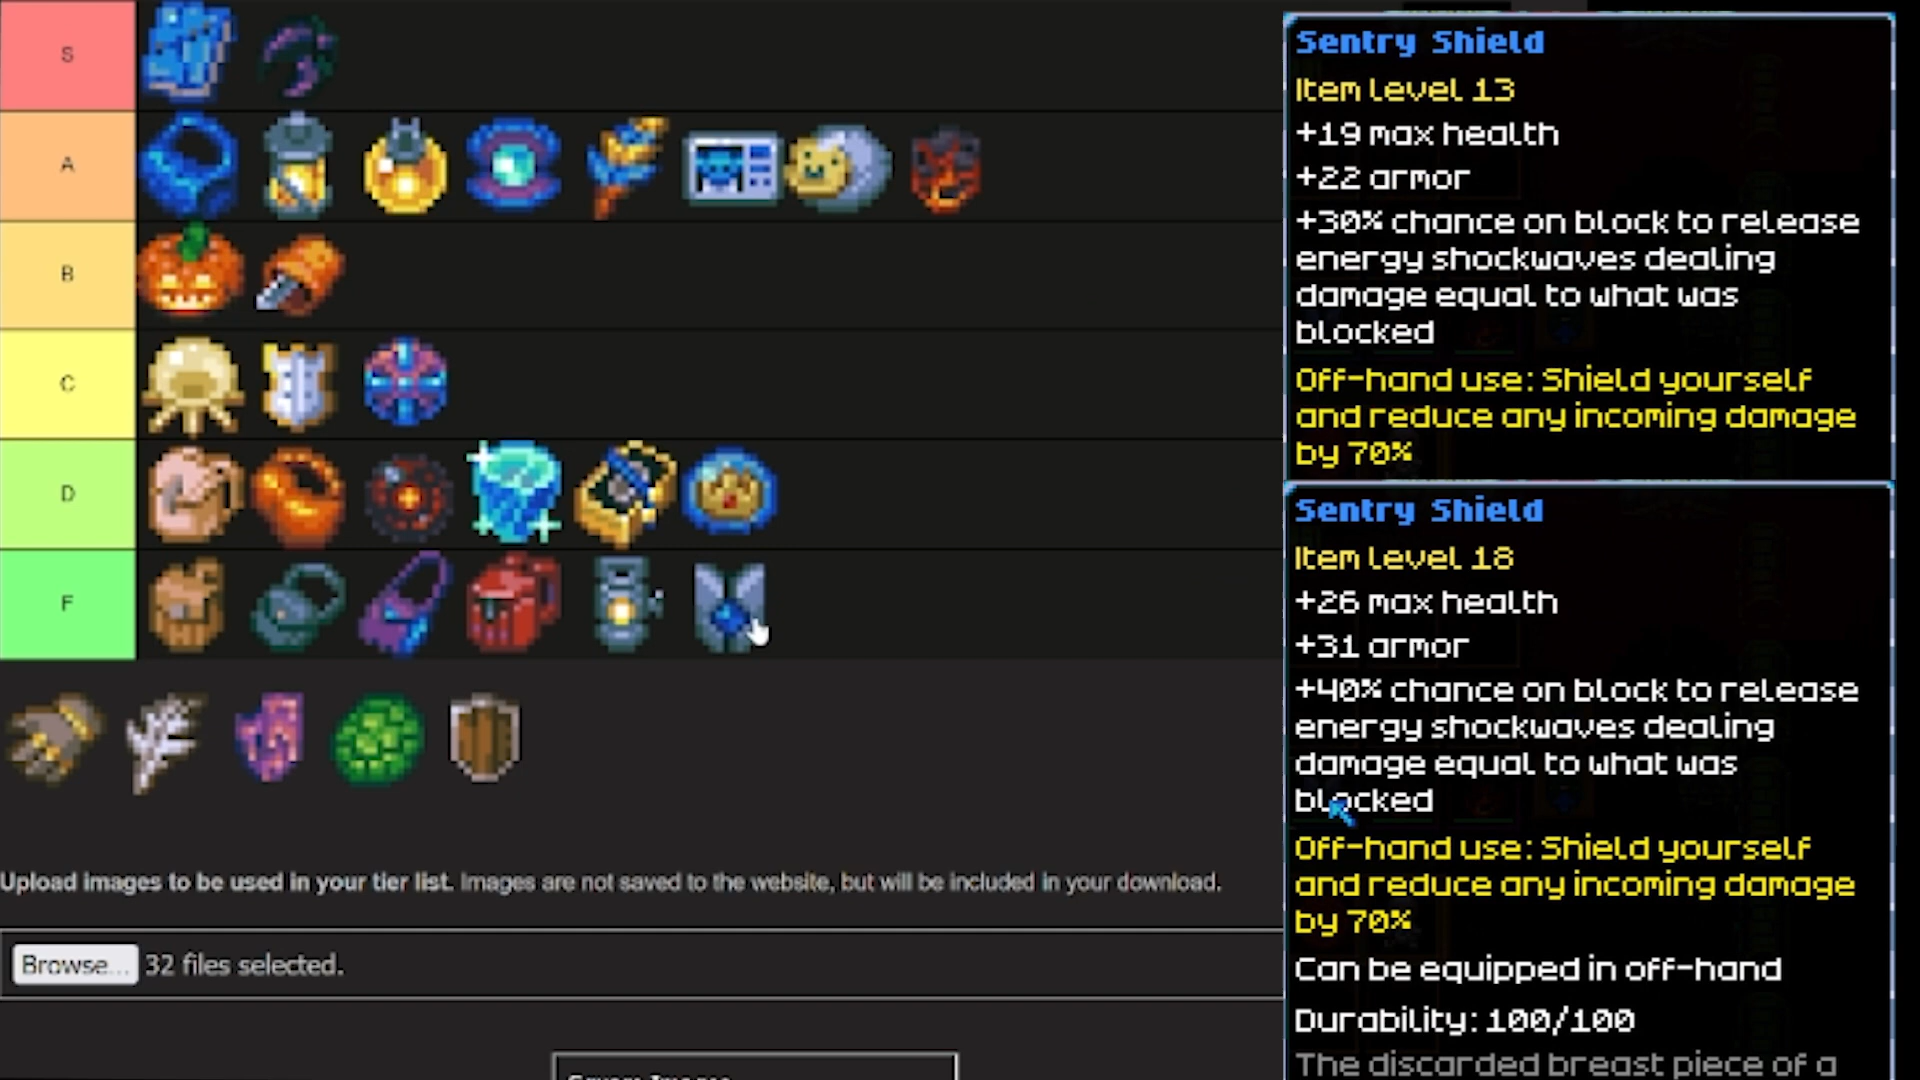 S
A
B
C
D
F
Upload images to be used in your tier list. Images are not saved to the website, but will be included in your download.
Browse... 32 files selected.
Sentry Shield
Item level 13
+19 max health
+22 armor
+30% chance on block to release
energy shockwaves dealing
damage equal to what was
blocked
Off-hand use: Shield yourself
and reduce any incoming damage
by 70%
Sentry Shield
Item level 18
+26 max health
+31 armor
+40% chance on block to release
energy shockwaves dealing
damage equal to what was
blocked
Off-hand use: Shield yourself
and reduce any incoming damage
by 70%
Can be equipped in off-hand
Durability: 100/100
The discarded breast piece of a